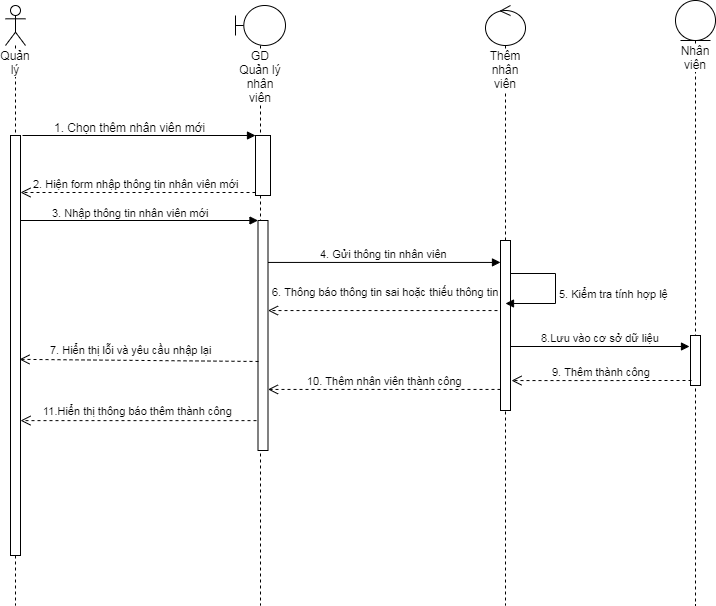 Quản
lý
GD
Quản lý
nhân
viên
Thêm
nhân
viên
Nhân
viên
1. Chọn thêm nhân viên mới
2. Hiện form nhập thông tin nhân viên mới
3. Nhập thông tin nhân viên mới
4. Gửi thông tin nhân viên
5. Kiểm tra tính hợp lệ
6. Thông báo thông tin sai hoặc thiếu thông tin
7. Hiển thị lỗi và yêu cầu nhập lại
8.Lưu vào cơ sở dữ liệu
9. Thêm thành công
10. Thêm nhân viên thành công
11.Hiển thị thông báo thêm thành công